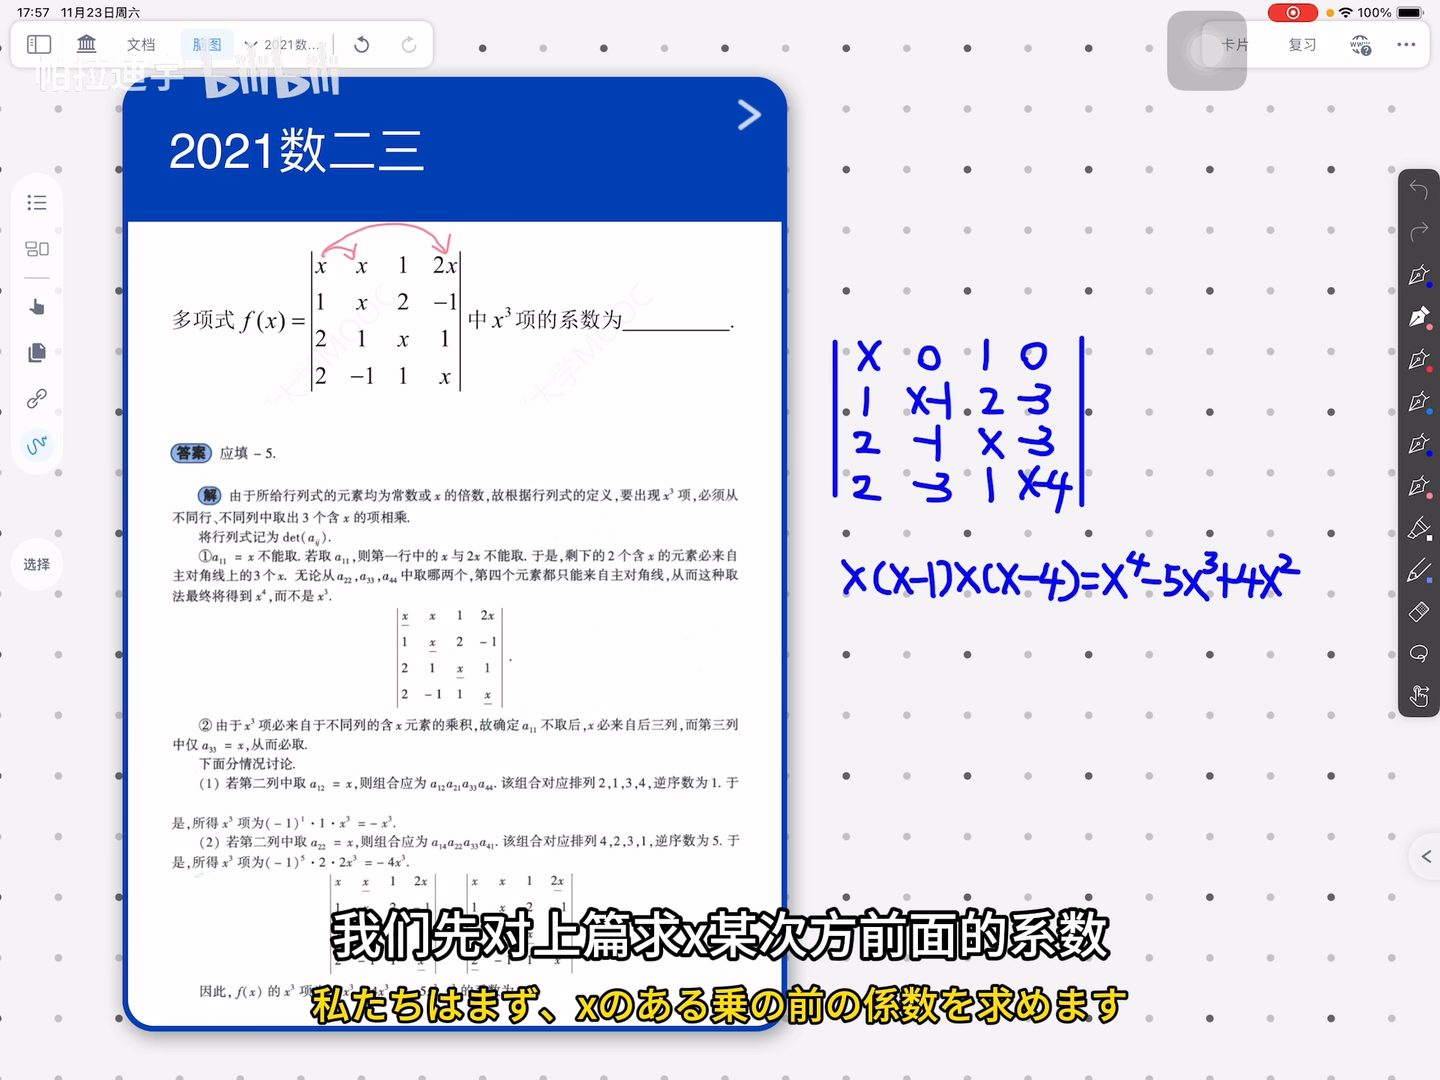 17:57 11月23日周六
100%
文档 脑图 2021数... 卡片 复习
帕拉迪宇 bilibili
2021数二三
多项式 f(x) =
x x 1 2x
1 x 2 −1
2 1 x 1
2 −1 1 x
中 x³ 项的系数为________.
答案 应填 −5.
解 由于所给行列式的元素均为常数或 x 的倍数,故根据行列式的定义,要出现 x³ 项,必须从
不同行、不同列中取出 3 个含 x 的项相乘.
将行列式记为 det(aᵢⱼ).
①a₁₁ = x 不能取. 若取 a₁₁,则第一行中的 x 与 2x 不能取. 于是,剩下的 2 个含 x 的元素必来自
主对角线上的 3 个 x. 无论从 a₂₂,a₃₃,a₄₄ 中取哪两个,第四个元素都只能来自主对角线,从而这种取
法最终将得到 x⁴,而不是 x³.
x x 1 2x
1 x 2 −1
2 1 x 1
2 −1 1 x
.
② 由于 x³ 项必来自于不同列的含 x 元素的乘积,故确定 a₁₁ 不取后,x 必来自后三列,而第三列
中仅 a₃₃ = x,从而必取.
下面分情况讨论.
(1) 若第二列中取 a₁₂ = x,则组合应为 a₁₂a₂₁a₃₃a₄₄. 该组合对应排列 2,1,3,4,逆序数为 1. 于
是,所得 x³ 项为(−1)¹·1·x³ = −x³.
(2) 若第二列中取 a₂₂ = x,则组合应为 a₁₄a₂₂a₃₃a₄₁. 该组合对应排列 4,2,3,1,逆序数为 5. 于
是,所得 x³ 项为(−1)⁵·2·2x³ = −4x³.
x x 1 2x x x 1 2x
因此, f(x) 的 x³ 项
选择
x 0 1 0
1 x-1 2 -3
2 -1 x -3
2 -3 1 x-4
x(x-1)x(x-4)=x⁴-5x³+4x²
我们先对上篇求x某次方前面的系数
私たちはまず、xのある乗の前の係数を求めます